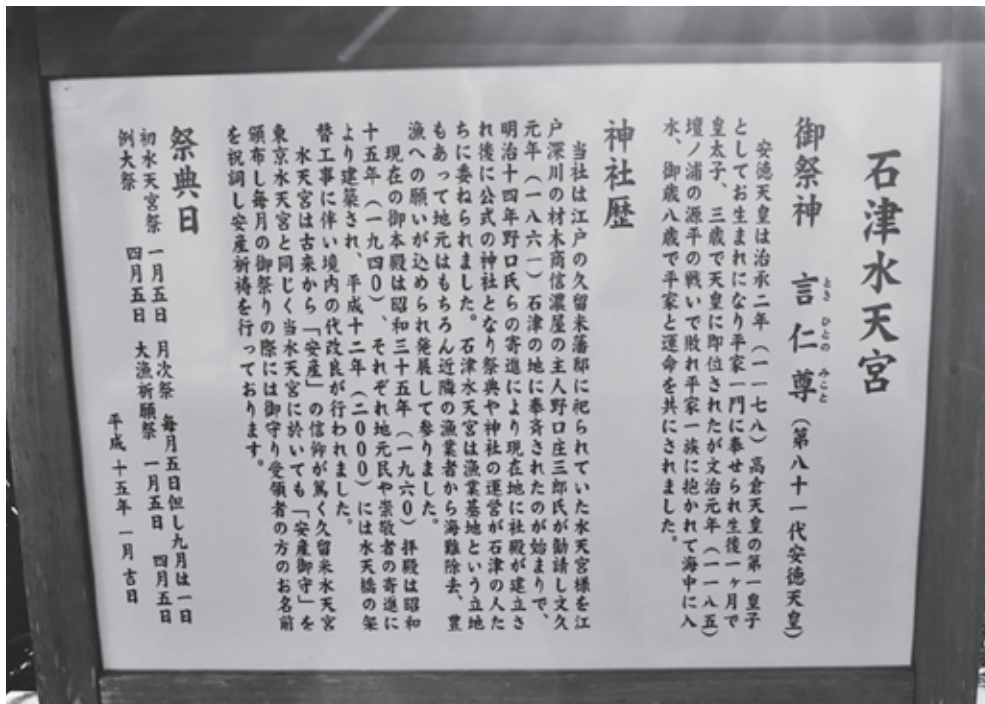 石津水天宮
御祭神 言仁尊(第八十一代安徳天皇)
とき ひとの みこと
安徳天皇は治承二年(一一七八)高倉天皇の第一皇子
としてお生まれになり平家一門に奉せられ生後一ヶ月で
皇太子、三歳で天皇に即位されたが文治元年(一一八五)
壇ノ浦の源平の戦いで敗れ平家一族に抱かれて海中に入
水、御歳八歳で平家と運命を共にされました。
神社歴
当社は江戸の久留米藩邸に祀られていた水天宮様を江
戸深川の材木商信濃屋の主人野口庄三郎氏が勧請し文久
元年(一八六一)石津の地に奉斉されたのが始まりで、
明治十四年野口氏らの寄進により現在地に社殿が建立さ
れ後に公式の神社となり祭典や神社の運営が石津の人た
ちに委ねられました。石津水天宮は漁業基地という立地
もあって地元はもちろん近隣の漁業者から海難除去、豊
漁への願いが込められ発展して参りました。
現在の御本殿は昭和三十五年(一九六0)拝殿は昭和
十五年(一九四0)、それぞれ地元民や崇敬者の寄進に
より建築され、平成十二年(二000)には水天橋の架
替工事に伴い境内の代改良が行われました。
水天宮は古来から「安産」の信仰が篤く久留米水天宮
東京水天宮と同じく当水天宮に於いても「安産御守」を
頒布し毎月の御祭りの際には御守り受領者の方のお名前
を祝詞し安産祈祷を行っております。
祭典日
初水天宮祭 一月五日 月次祭 毎月五日但し九月は一日
例大祭 四月五日 大漁祈願祭 一月五日 四月五日
平成 十五年 一月 吉日